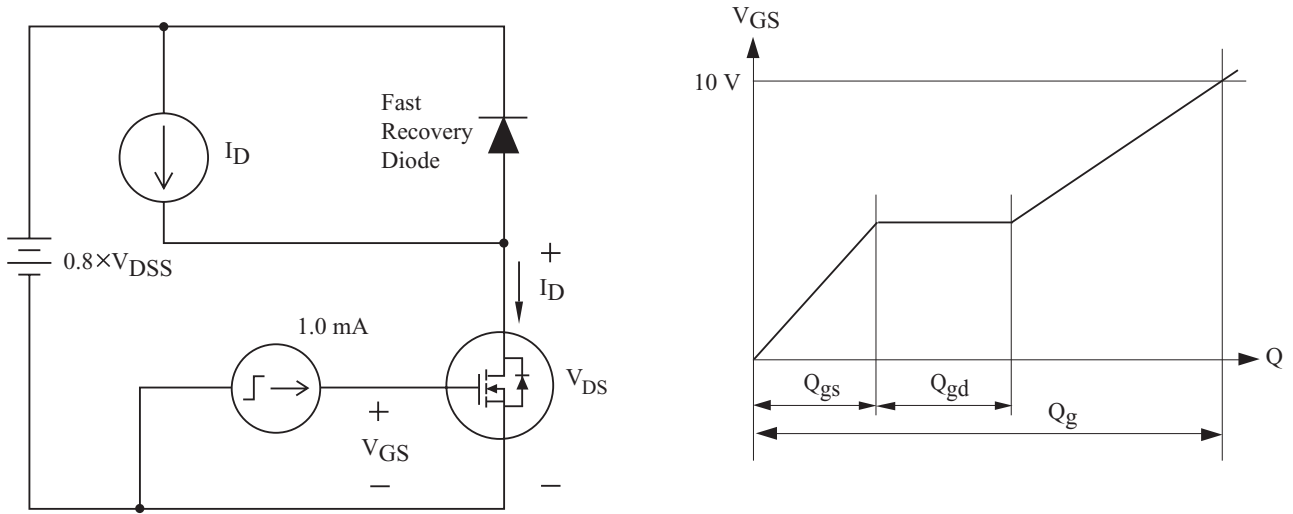 Fast
Recovery
Diode
I_D
0.8×V_DSS
+
I_D
1.0 mA
V_DS
+
V_GS
−
−
V_GS
10 V
Q
Q_gs
Q_gd
Q_g